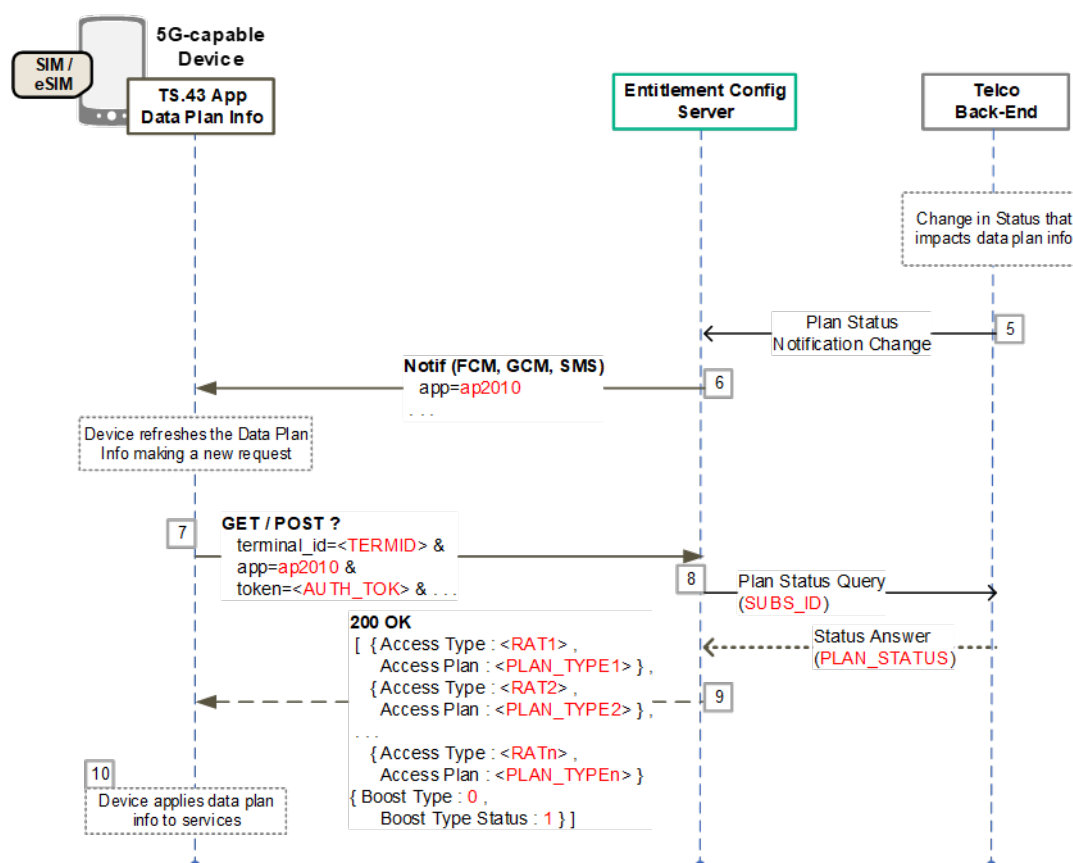 5G-capable
Device
SIM /
eSIM
TS.43 App
Data Plan Info
Entitlement Config
Server
Telco
Back-End
Change in Status that
impacts data plan info
Plan Status
Notification Change
5
Notif (FCM, GCM, SMS)
app=ap2010
. . .
6
Device refreshes the Data Plan
Info making a new request
7
GET / POST ?
terminal_id=<TERMID> &
app=ap2010 &
token=<AUTH_TOK> & . . .
8
Plan Status Query
(SUBS_ID)
Status Answer
(PLAN_STATUS)
200 OK
[ { Access Type : <RAT1> ,
Access Plan : <PLAN_TYPE1> } ,
{ Access Type : <RAT2> ,
Access Plan : <PLAN_TYPE2> } ,
. . .
{ Access Type : <RATn> ,
Access Plan : <PLAN_TYPEn> }
{ Boost Type : 0 ,
Boost Type Status : 1 } ]
9
10
Device applies data plan
info to services